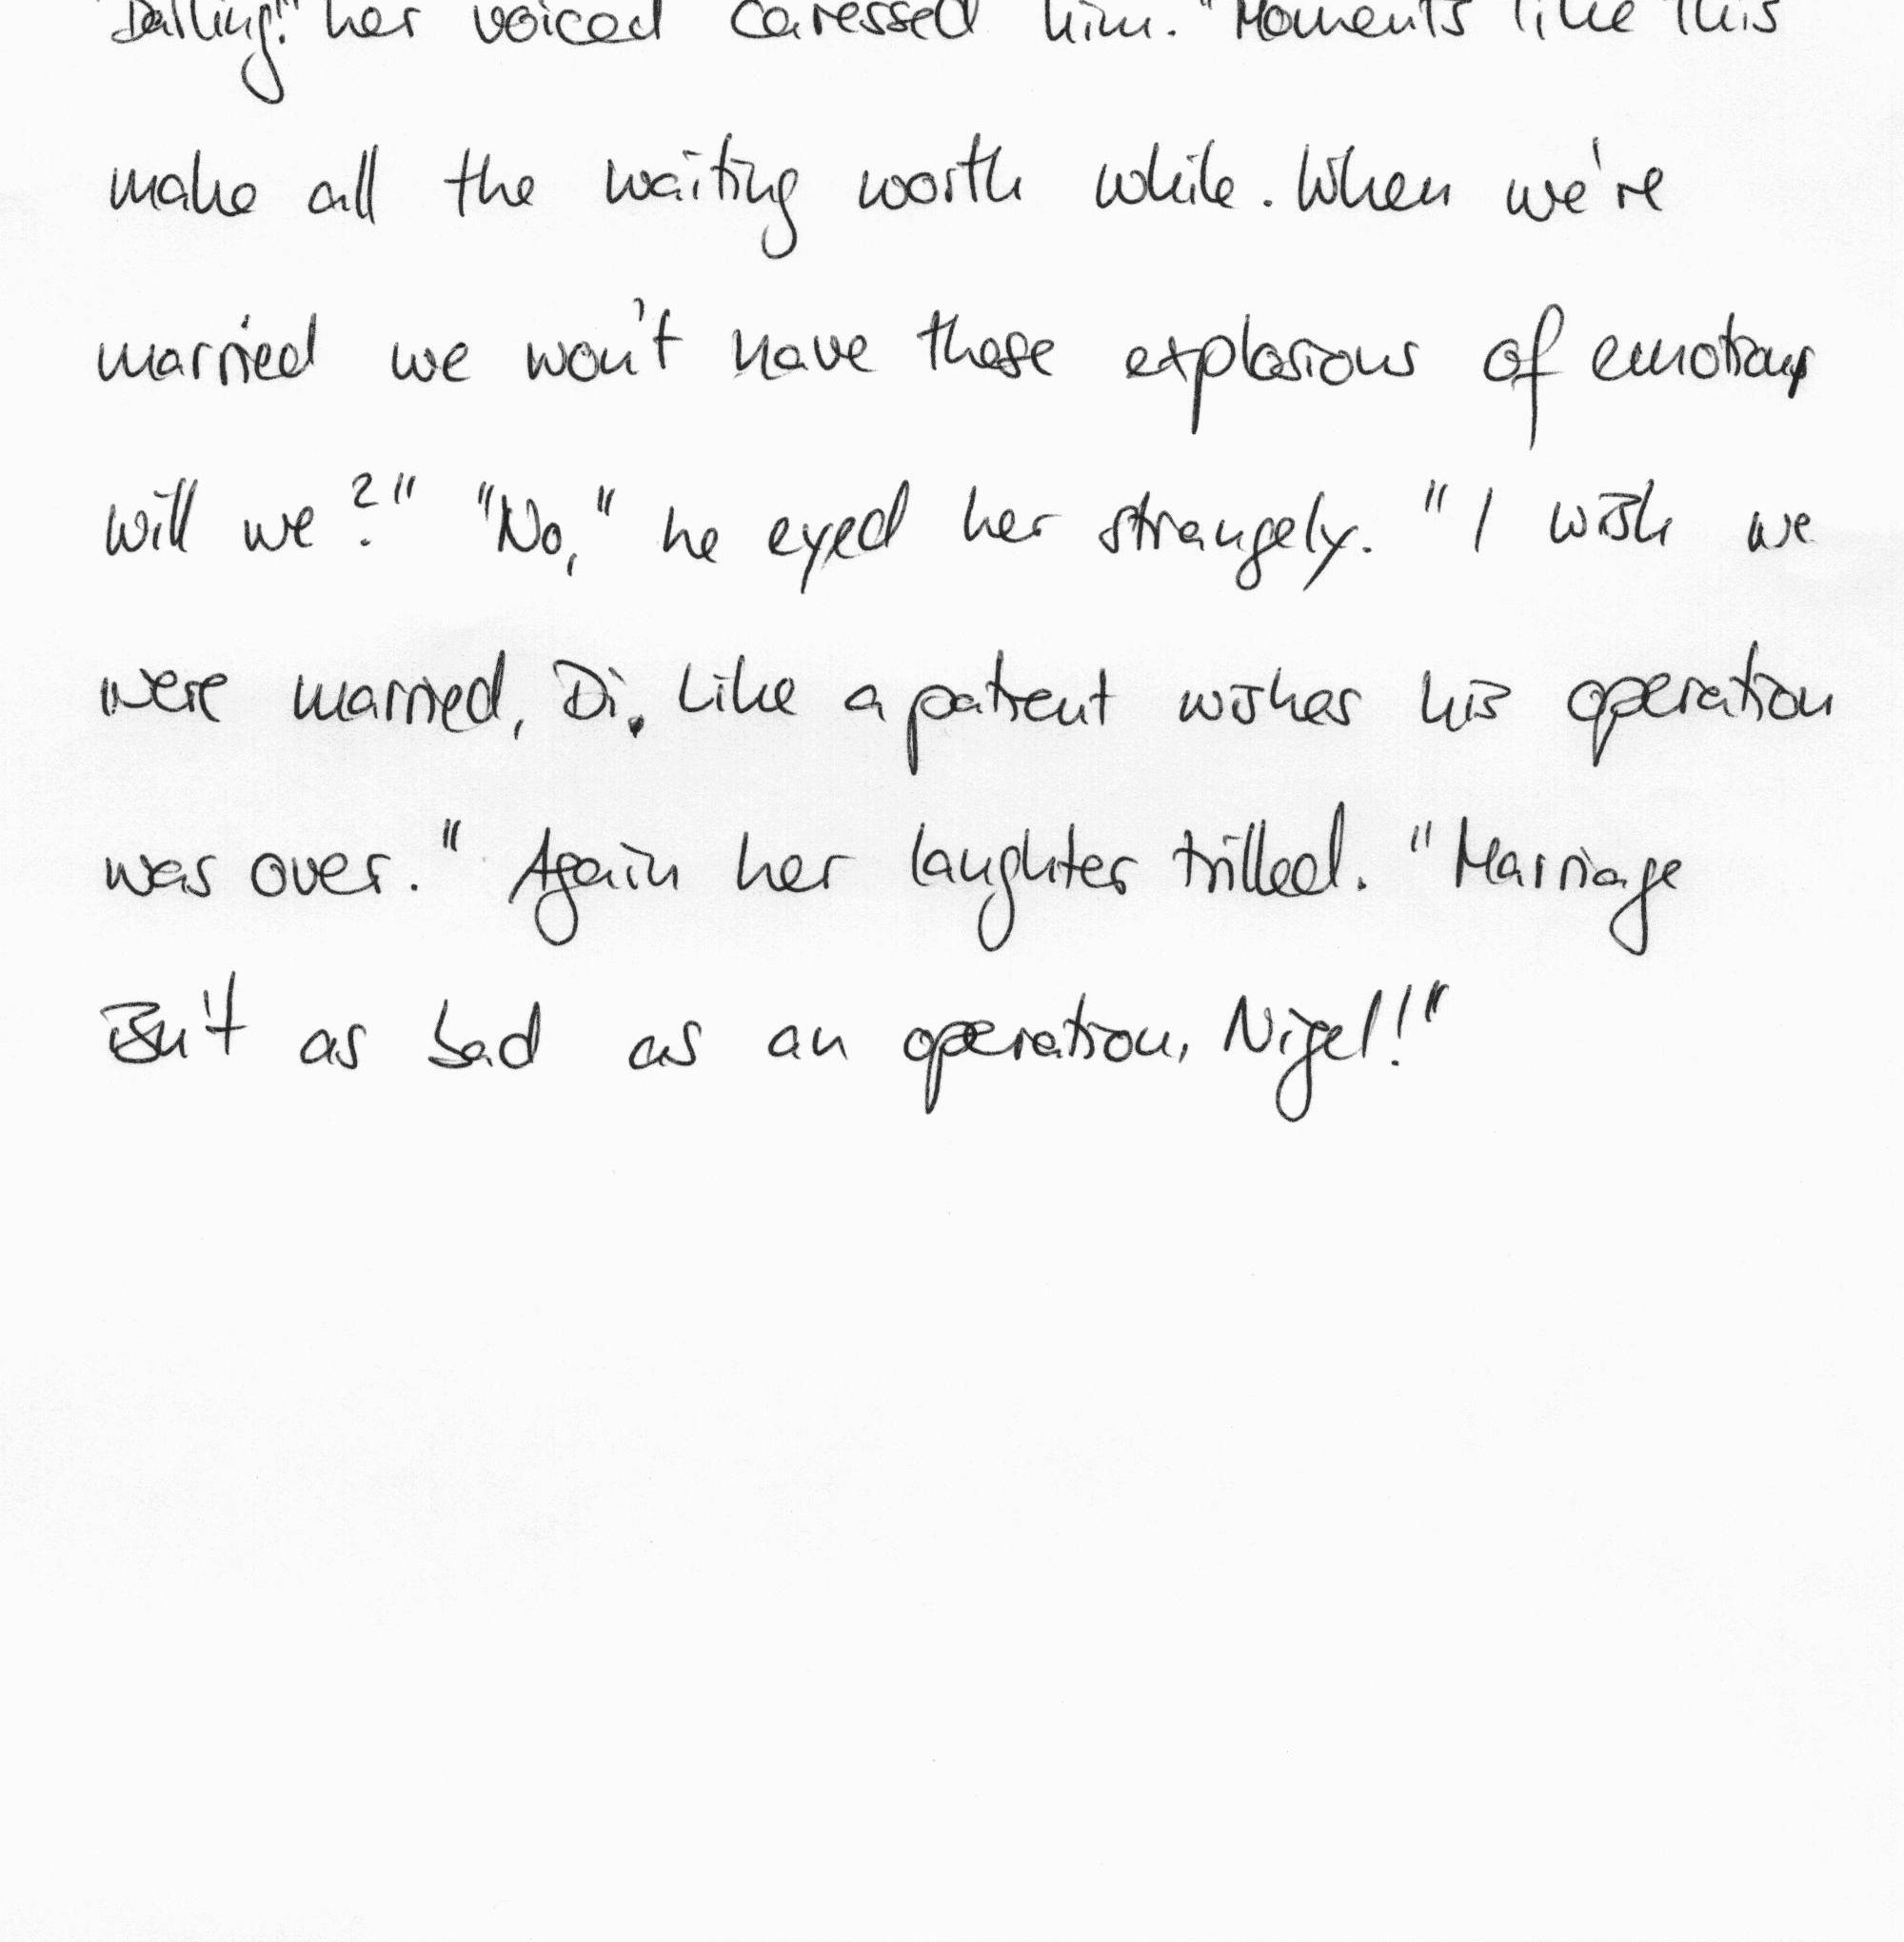 Darling!" her voiced caressed him. "Moments like this
make all the waiting worth while. When we're
married we won't have these explosions of emotions
will we?" "No," he eyed her strangely. "I wish we
were married, Di. Like a patient wishes his operation
was over." Again her laughter trilled. "Marriage
isn't as bad as an operation, Nigel!"